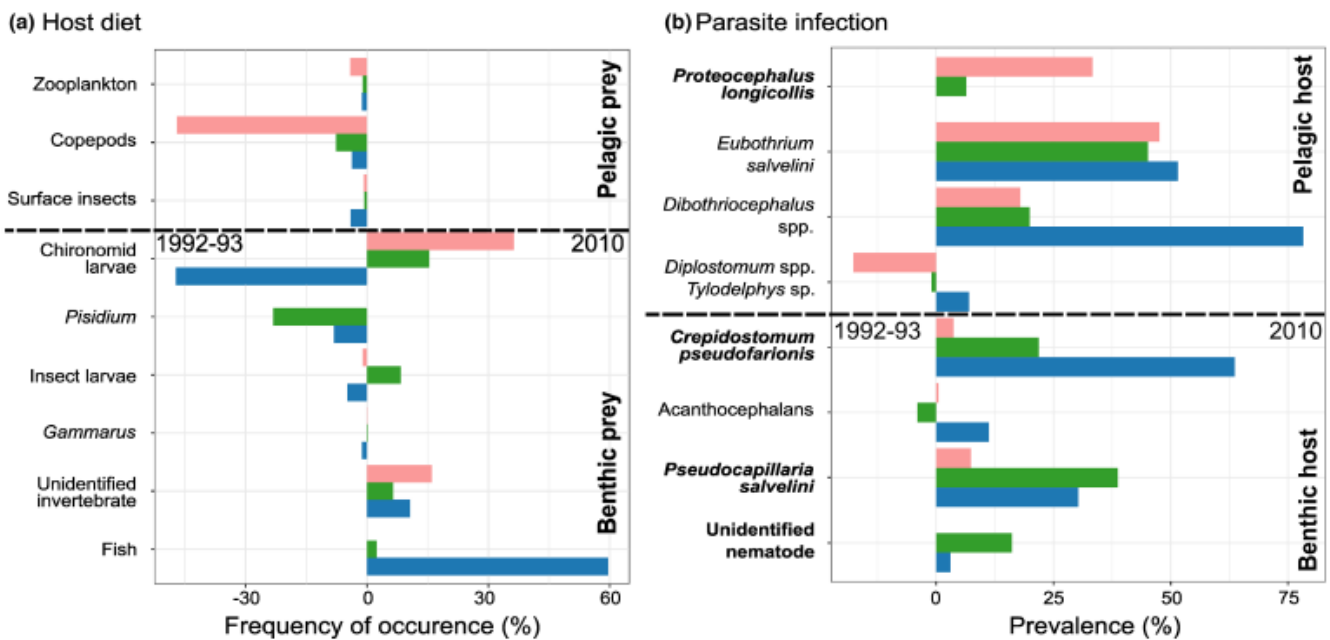 (a) Host diet
Zooplankton
Copepods
Surface insects
Chironomid
larvae
Pisidium
Insect larvae
Gammarus
Unidentified
invertebrate
Fish
Pelagic prey
1992-93
2010
Benthic prey
-30
0
30
60
Frequency of occurence (%)
(b) Parasite infection
Proteocephalus
longicollis
Eubothrium
salvelini
Dibothriocephalus
spp.
Diplostomum spp.
Tylodelphys sp.
Crepidostomum
pseudofarionis
Acanthocephalans
Pseudocapillaria
salvelini
Unidentified
nematode
Pelagic host
1992-93
2010
Benthic host
0
25
50
75
Prevalence (%)